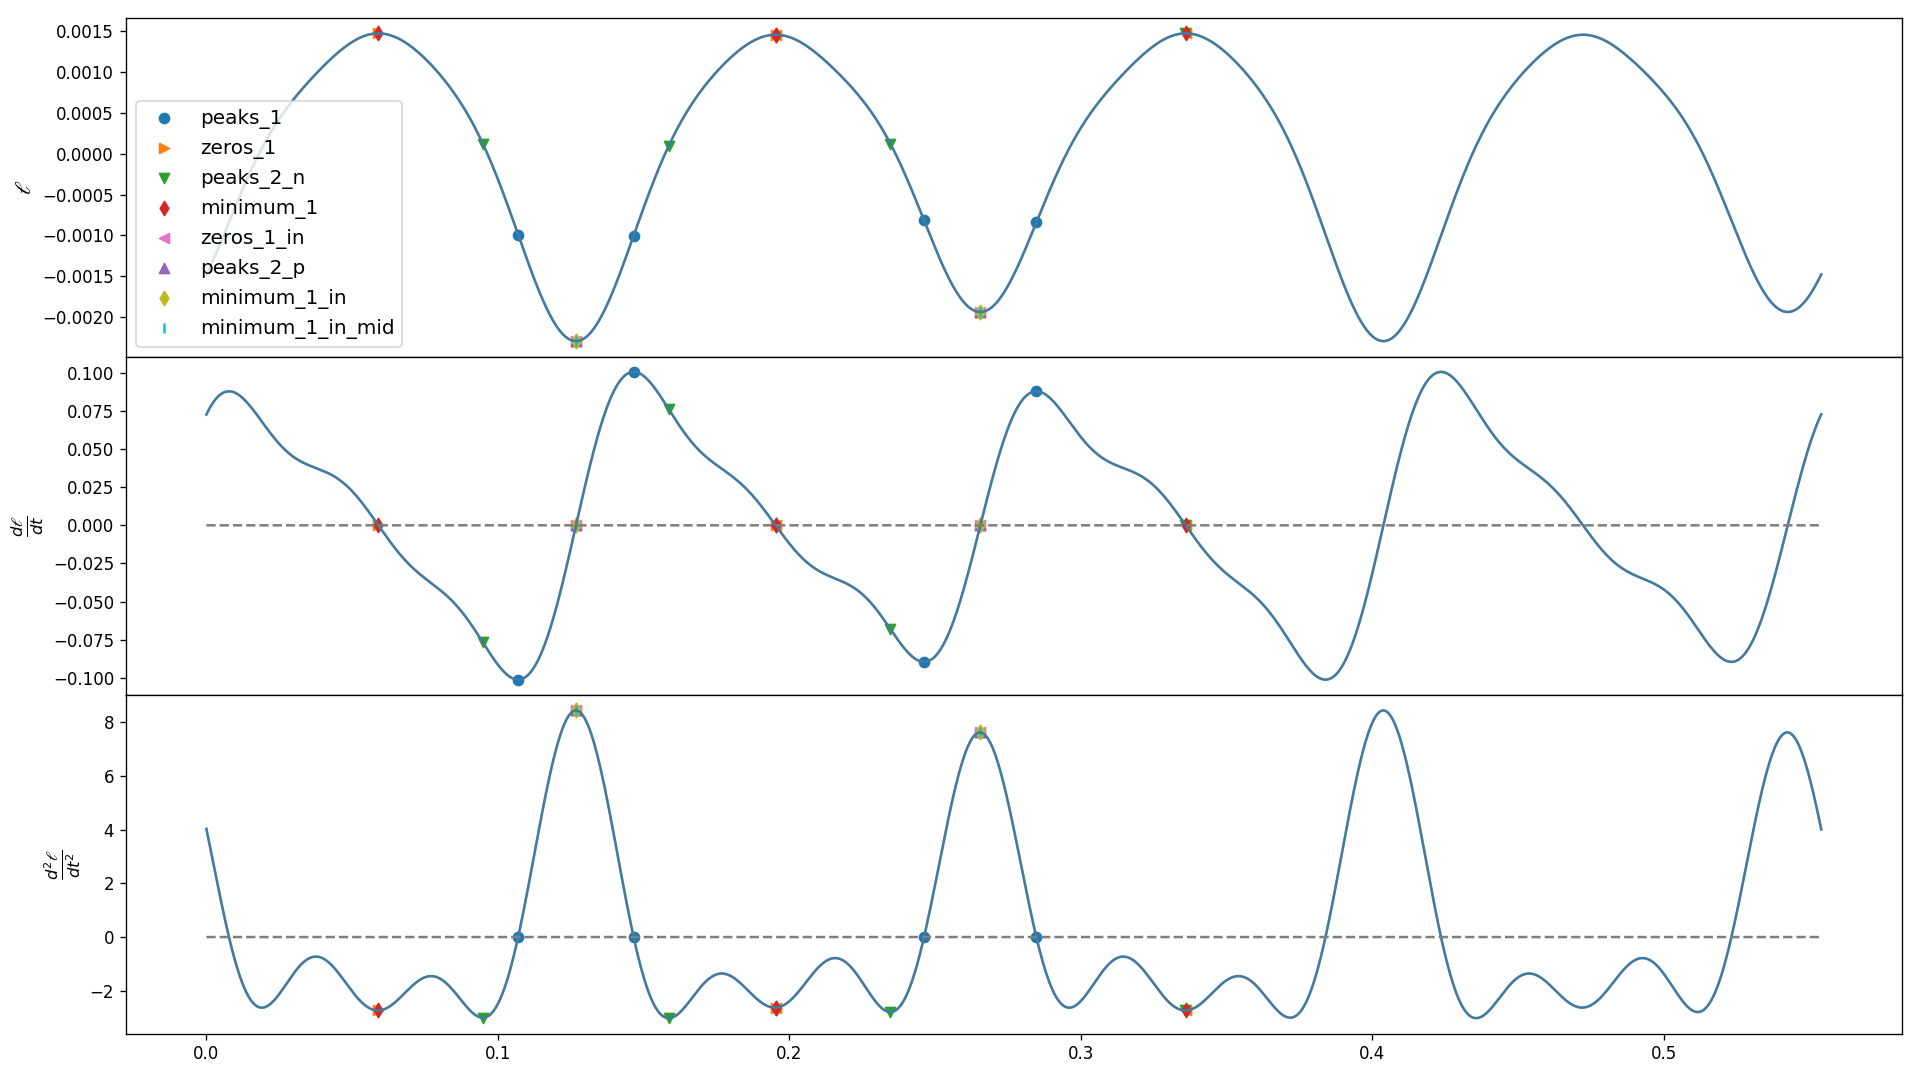 0.0015
0.0010
0.0005
0.0000
−0.0005
−0.0010
−0.0015
−0.0020
ℓ
peaks_1
zeros_1
peaks_2_n
minimum_1
zeros_1_in
peaks_2_p
minimum_1_in
minimum_1_in_mid
0.100
0.075
0.050
0.025
0.000
−0.025
−0.050
−0.075
−0.100
dℓ/dt
8
6
4
2
0
−2
d²ℓ/dt²
0.0 0.1 0.2 0.3 0.4 0.5